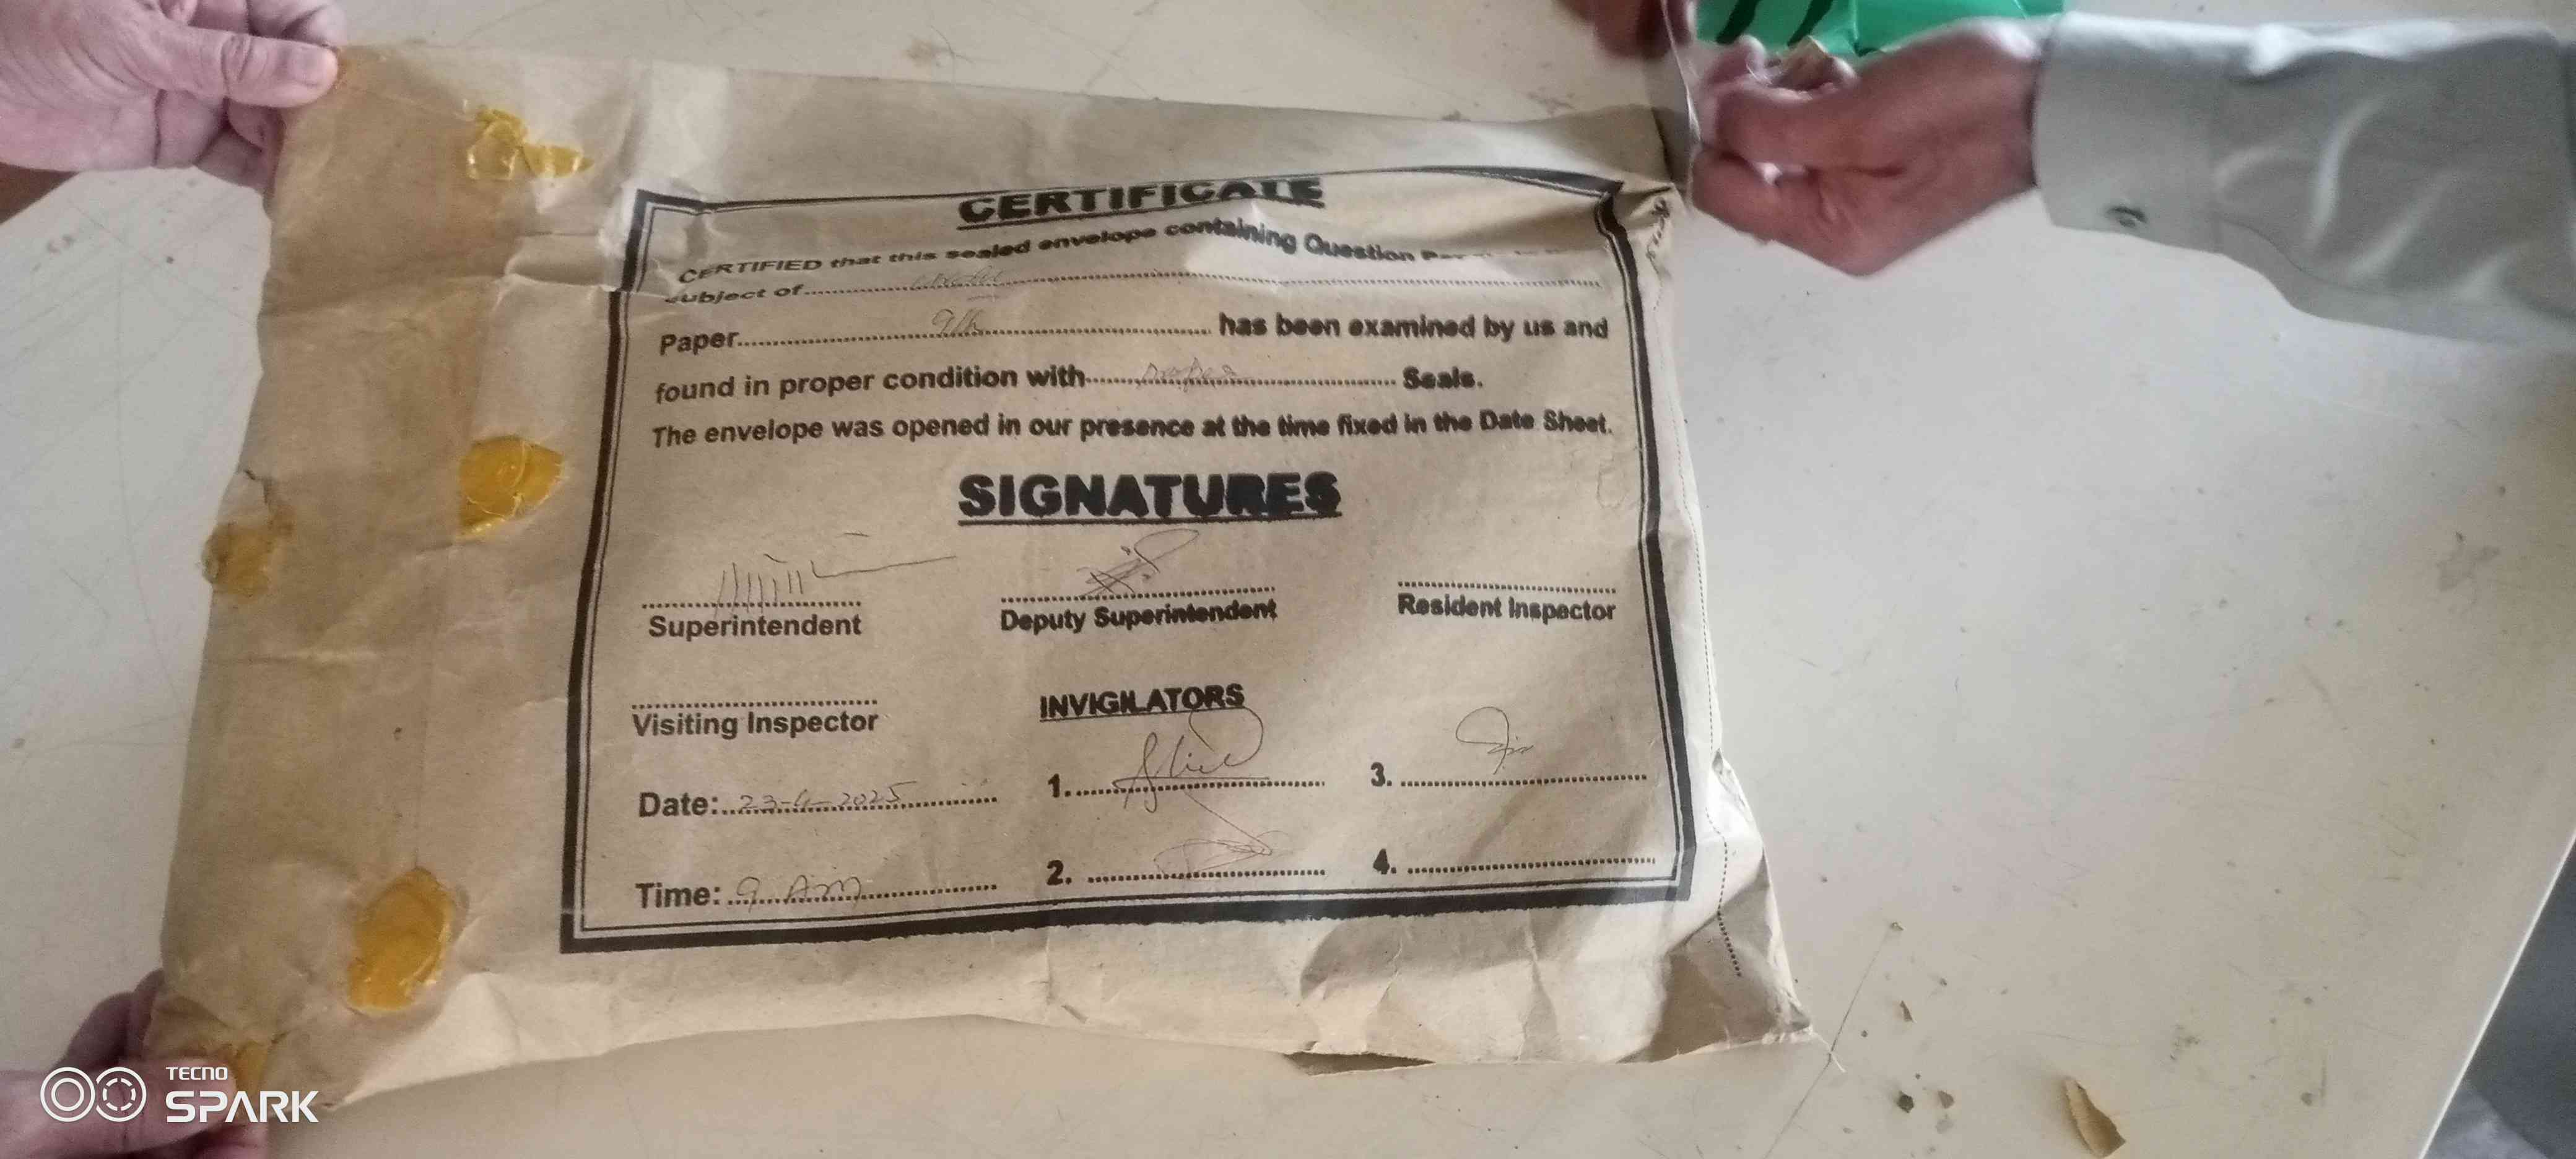 CERTIFICATE
CERTIFIED that this sealed envelope containing Question
subject of
Paper 9th has been examined by us and
found in proper condition with proper Seals.
The envelope was opened in our presence at the time fixed in the Date Sheet.
SIGNATURES
Superintendent
Deputy Superintendent
Resident Inspector
Visiting Inspector
INVIGILATORS
Date: 23-4-2025
1.
3.
Time: 9 AM
2.
4.
TECNO
SPARK